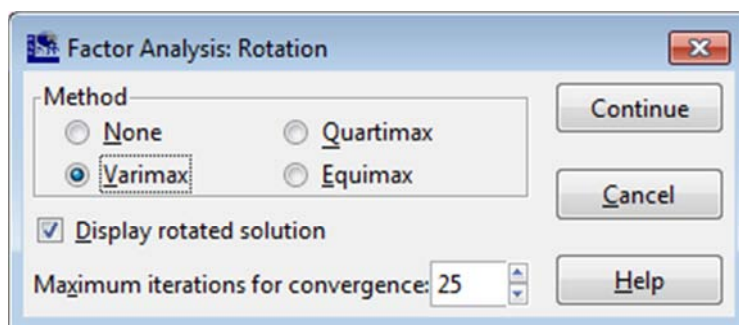 Factor Analysis: Rotation
Method
None
Quartimax
Varimax
Equimax
Display rotated solution
Maximum iterations for convergence: 25
Continue
Cancel
Help